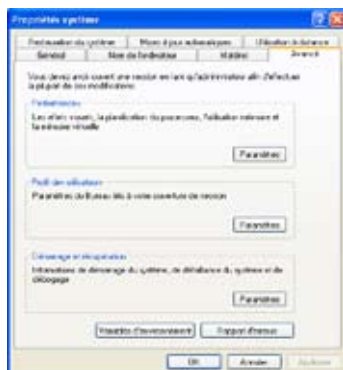 Propriétés système
Restauration du système
Mises à jour automatiques
Utilisation à distance
Général
Nom de l'ordinateur
Matériel
Avancé
Vous devez avoir ouvert une session en tant qu'administrateur afin d'effectuer
la plupart de ces modifications.
Performances
Les effets visuels, la planification du processeur, l'utilisation mémoire et
la mémoire virtuelle
Paramètres
Profil des utilisateurs
Paramètres du Bureau liés à votre ouverture de session
Paramètres
Démarrage et récupération
Informations de démarrage du système, de défaillance du système et de
débogage
Paramètres
Variables d'environnement
Rapport d'erreurs
OK
Annuler
Appliquer